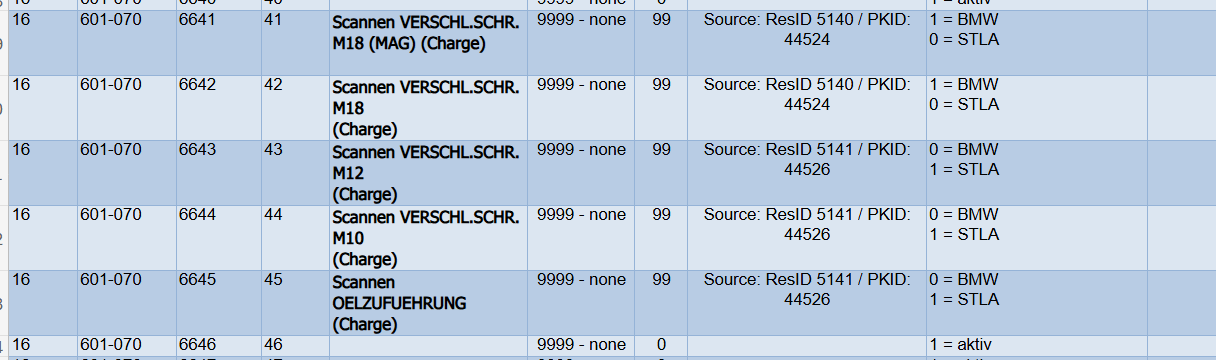 16 601-070 6641 41 Scannen VERSCHL.SCHR. 9999 - none 99 Source: ResID 5140 / PKID: 1 = BMW
M18 (MAG) (Charge) 44524 0 = STLA
16 601-070 6642 42 Scannen VERSCHL.SCHR. 9999 - none 99 Source: ResID 5140 / PKID: 1 = BMW
M18 44524 0 = STLA
(Charge)
16 601-070 6643 43 Scannen VERSCHL.SCHR. 9999 - none 99 Source: ResID 5141 / PKID: 0 = BMW
M12 44526 1 = STLA
(Charge)
16 601-070 6644 44 Scannen VERSCHL.SCHR. 9999 - none 99 Source: ResID 5141 / PKID: 0 = BMW
M10 44526 1 = STLA
(Charge)
16 601-070 6645 45 Scannen 9999 - none 99 Source: ResID 5141 / PKID: 0 = BMW
OELZUFUEHRUNG 44526 1 = STLA
(Charge)
16 601-070 6646 46 9999 - none 0 1 = aktiv